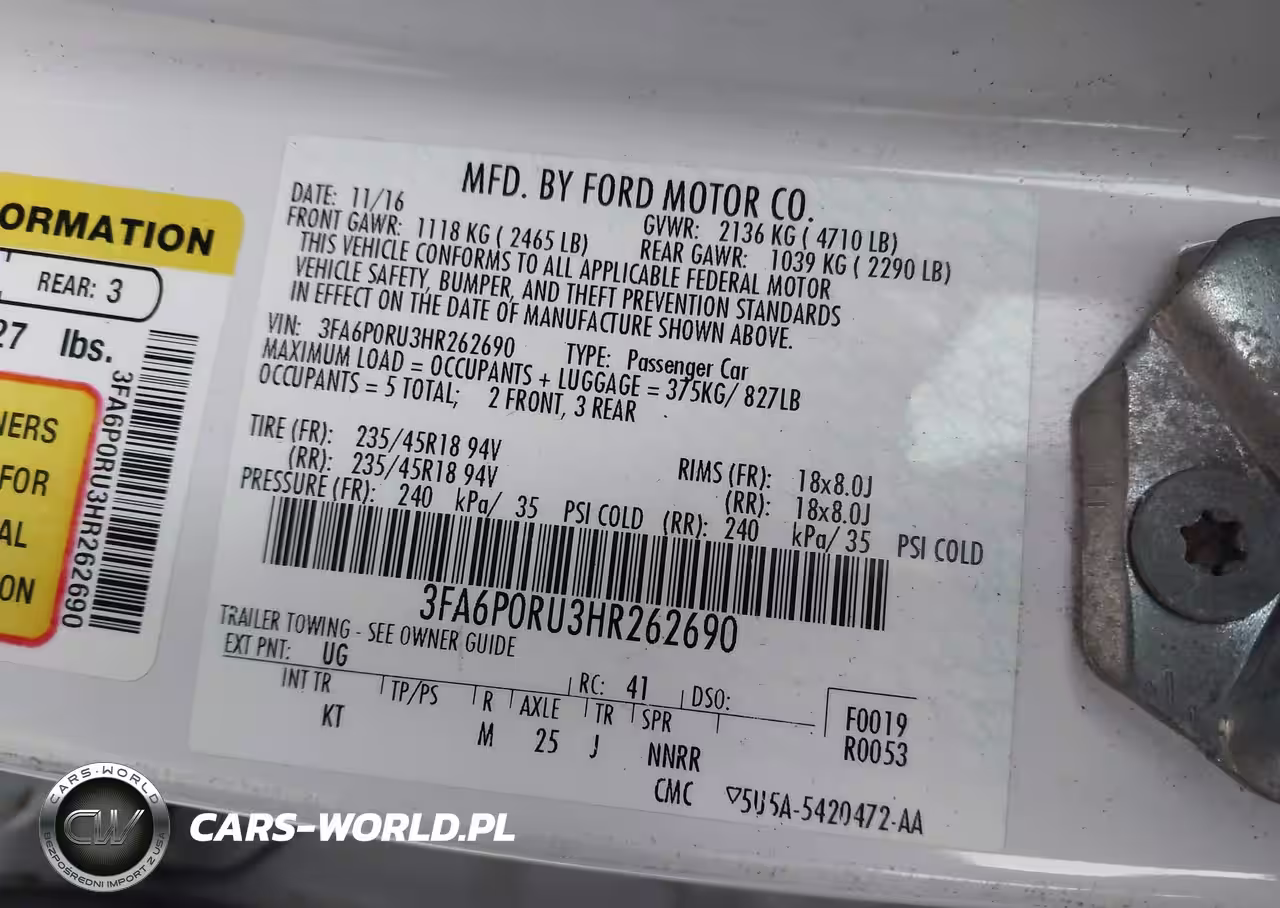 ORMATION
REAR: 3
27 lbs.
NERS
FOR
AL
ON
3FA6P0RU3HR262690
MFD. BY FORD MOTOR CO.
DATE: 11/16
GVWR: 2136 KG ( 4710 LB)
FRONT GAWR: 1118 KG ( 2465 LB)
REAR GAWR: 1039 KG ( 2290 LB)
THIS VEHICLE CONFORMS TO ALL APPLICABLE FEDERAL MOTOR
VEHICLE SAFETY, BUMPER, AND THEFT PREVENTION STANDARDS
IN EFFECT ON THE DATE OF MANUFACTURE SHOWN ABOVE.
VIN: 3FA6P0RU3HR262690 TYPE: Passenger Car
MAXIMUM LOAD = OCCUPANTS + LUGGAGE = 375KG/ 827LB
OCCUPANTS = 5 TOTAL; 2 FRONT, 3 REAR
TIRE (FR): 235/45R18 94V RIMS (FR): 18x8.0J
(RR): 235/45R18 94V (RR): 18x8.0J
PRESSURE (FR): 240 kPa/ 35 PSI COLD (RR): 240 kPa/ 35 PSI COLD
3FA6P0RU3HR262690
TRAILER TOWING - SEE OWNER GUIDE
EXT PNT: UG RC: 41 DSO:
INT TR TP/PS R AXLE TR SPR
KT M 25 J NNRR
F0019
R0053
CMC ▽5U5A-5420472-AA
CARS-WORLD
CW
BEZPOŚREDNI IMPORT Z USA
CARS-WORLD.PL